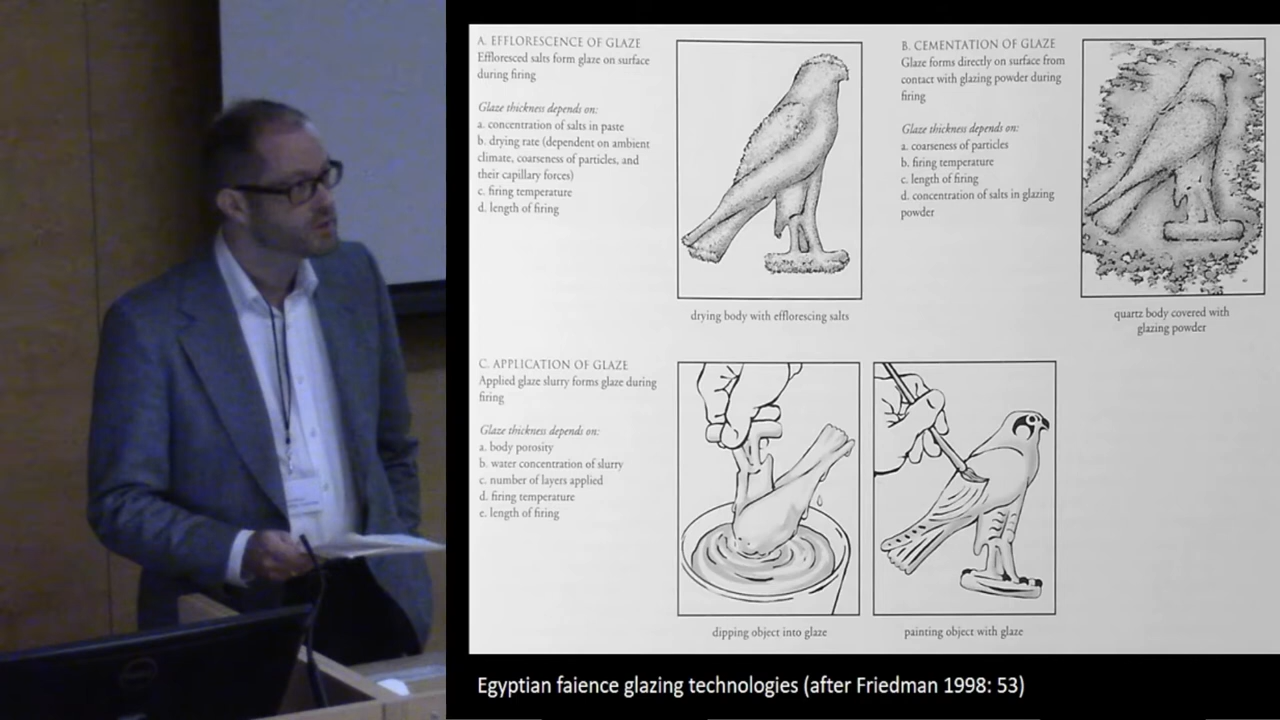 A. EFFLORESCENCE OF GLAZE
Effloresced salts form glaze on surface
during firing
Glaze thickness depends on:
a. concentration of salts in paste
b. drying rate (dependent on ambient
climate, coarseness of particles, and
their capillary forces)
c. firing temperature
d. length of firing
drying body with efflorescing salts
B. CEMENTATION OF GLAZE
Glaze forms directly on surface from
contact with glazing powder during
firing
Glaze thickness depends on:
a. coarseness of particles
b. firing temperature
c. length of firing
d. concentration of salts in glazing
powder
quartz body covered with
glazing powder
C. APPLICATION OF GLAZE
Applied glaze slurry forms glaze during
firing
Glaze thickness depends on:
a. body porosity
b. water concentration of slurry
c. number of layers applied
d. firing temperature
e. length of firing
dipping object into glaze
painting object with glaze
Egyptian faience glazing technologies (after Friedman 1998: 53)